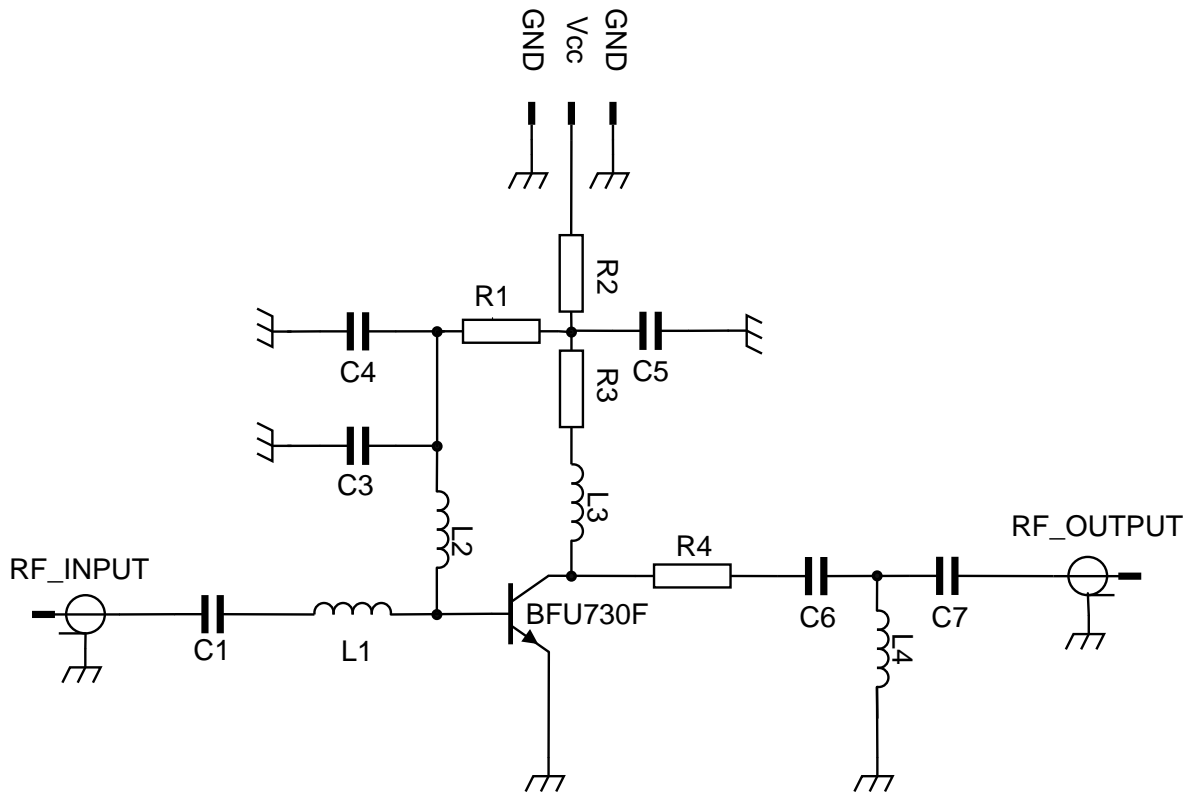 GND
Vcc
GND
R2
R1
C4
C5
R3
C3
L3
L2
RF_OUTPUT
R4
RF_INPUT
BFU730F
C6
C7
C1
L1
L4